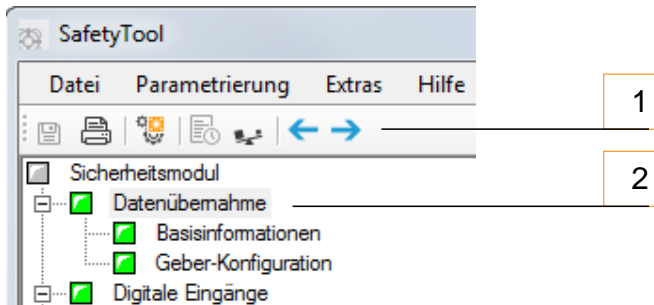 SafetyTool
Datei Parametrierung Extras Hilfe
1
2
Sicherheitsmodul
Datenübernahme
Basisinformationen
Geber-Konfiguration
Digitale Eingänge